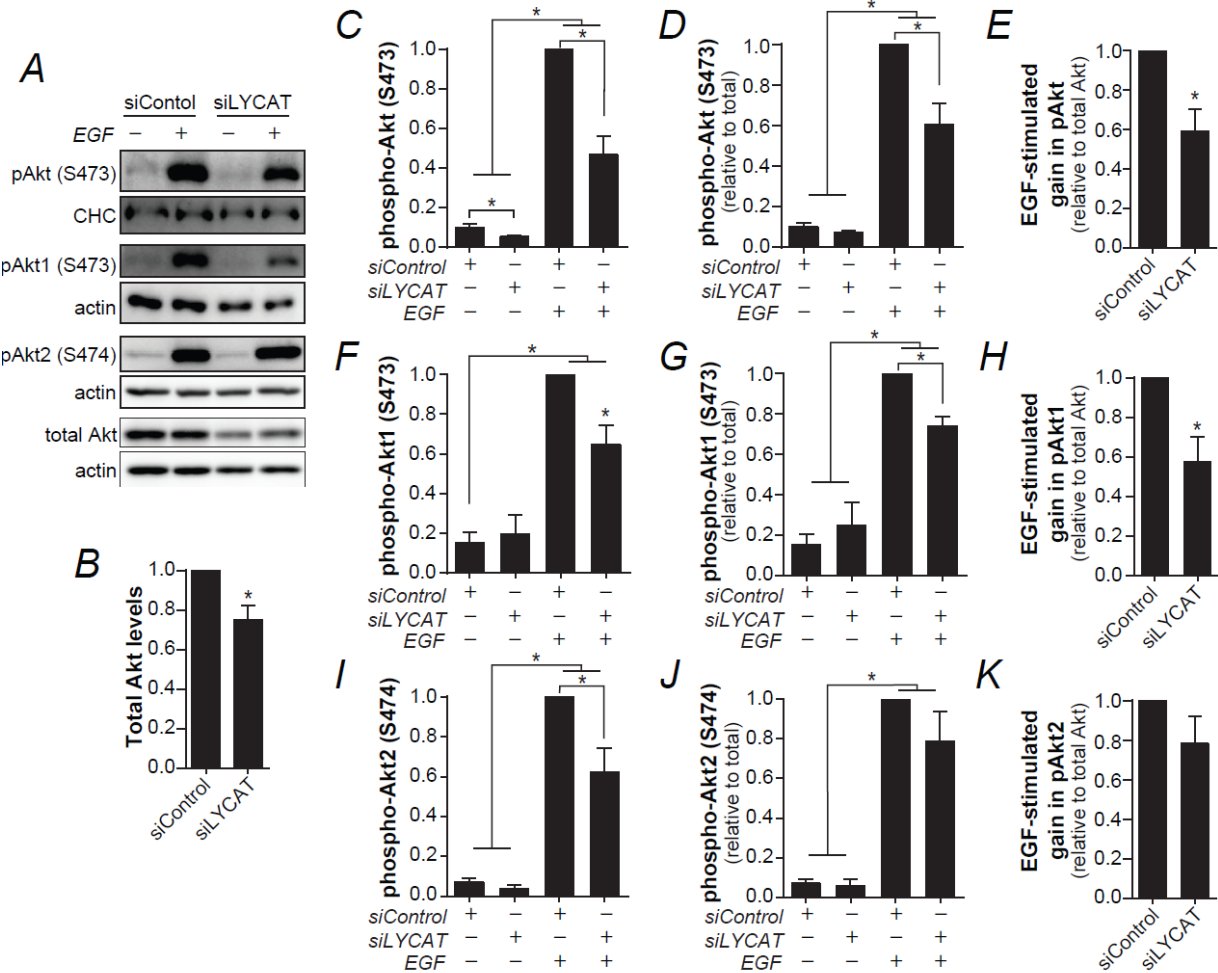 A
siContol siLYCAT
EGF – + – +
pAkt (S473)
CHC
pAkt1 (S473)
actin
pAkt2 (S474)
actin
total Akt
actin
B
Total Akt levels
1.0
0.8
0.6
0.4
0.2
0.0
*
siControl
siLYCAT
C
phospho-Akt (S473)
1.0
0.8
0.6
0.4
0.2
0.0
*
*
*
siControl + – + –
siLYCAT – + – +
EGF – – + +
D
phospho-Akt (S473)
(relative to total)
1.0
0.8
0.6
0.4
0.2
0.0
*
*
siControl + – + –
siLYCAT – + – +
EGF – – + +
E
EGF-stimulated
gain in pAkt
(relative to total Akt)
1.0
0.8
0.6
0.4
0.2
0.0
*
siControl
siLYCAT
F
phospho-Akt1 (S473)
1.0
0.8
0.6
0.4
0.2
0.0
*
*
siControl + – + –
siLYCAT – + – +
EGF – – + +
G
phospho-Akt1 (S473)
(relative to total)
1.0
0.8
0.6
0.4
0.2
0.0
*
*
siControl + – + –
siLYCAT – + – +
EGF – – + +
H
EGF-stimulated
gain in pAkt1
(relative to total Akt)
1.0
0.8
0.6
0.4
0.2
0.0
*
siControl
siLYCAT
I
phospho-Akt2 (S474)
1.0
0.8
0.6
0.4
0.2
0.0
*
*
siControl + – + –
siLYCAT – + – +
EGF – – + +
J
phospho-Akt2 (S474)
(relative to total)
1.0
0.8
0.6
0.4
0.2
0.0
*
siControl + – + –
siLYCAT – + – +
EGF – – + +
K
EGF-stimulated
gain in pAkt2
(relative to total Akt)
1.0
0.8
0.6
0.4
0.2
0.0
siControl
siLYCAT